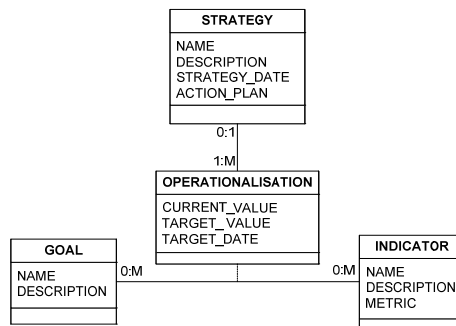 STRATEGY
NAME
DESCRIPTION
STRATEGY_DATE
ACTION_PLAN
0:1
1:M
OPERATIONALISATION
CURRENT_VALUE
TARGET_VALUE
TARGET_DATE
GOAL
NAME
DESCRIPTION
0:M
0:M
INDICATOR
NAME
DESCRIPTION
METRIC